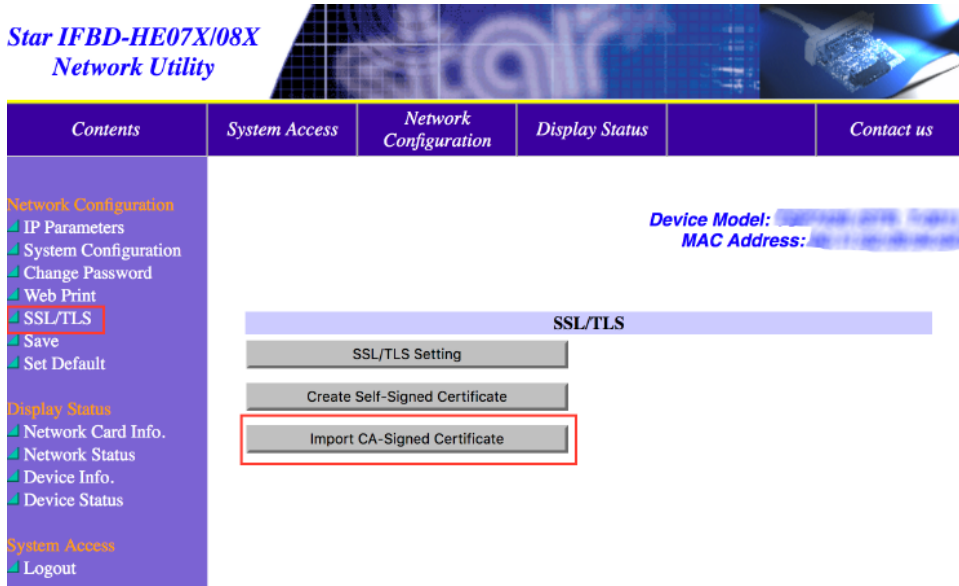 Star IFBD-HE07X/08X
Network Utility
star
Contents
System Access
Network
Configuration
Display Status
Contact us
Network Configuration
IP Parameters
System Configuration
Change Password
Web Print
SSL/TLS
Save
Set Default
Display Status
Network Card Info.
Network Status
Device Info.
Device Status
System Access
Logout
Device Model:
MAC Address:
SSL/TLS
SSL/TLS Setting
Create Self-Signed Certificate
Import CA-Signed Certificate